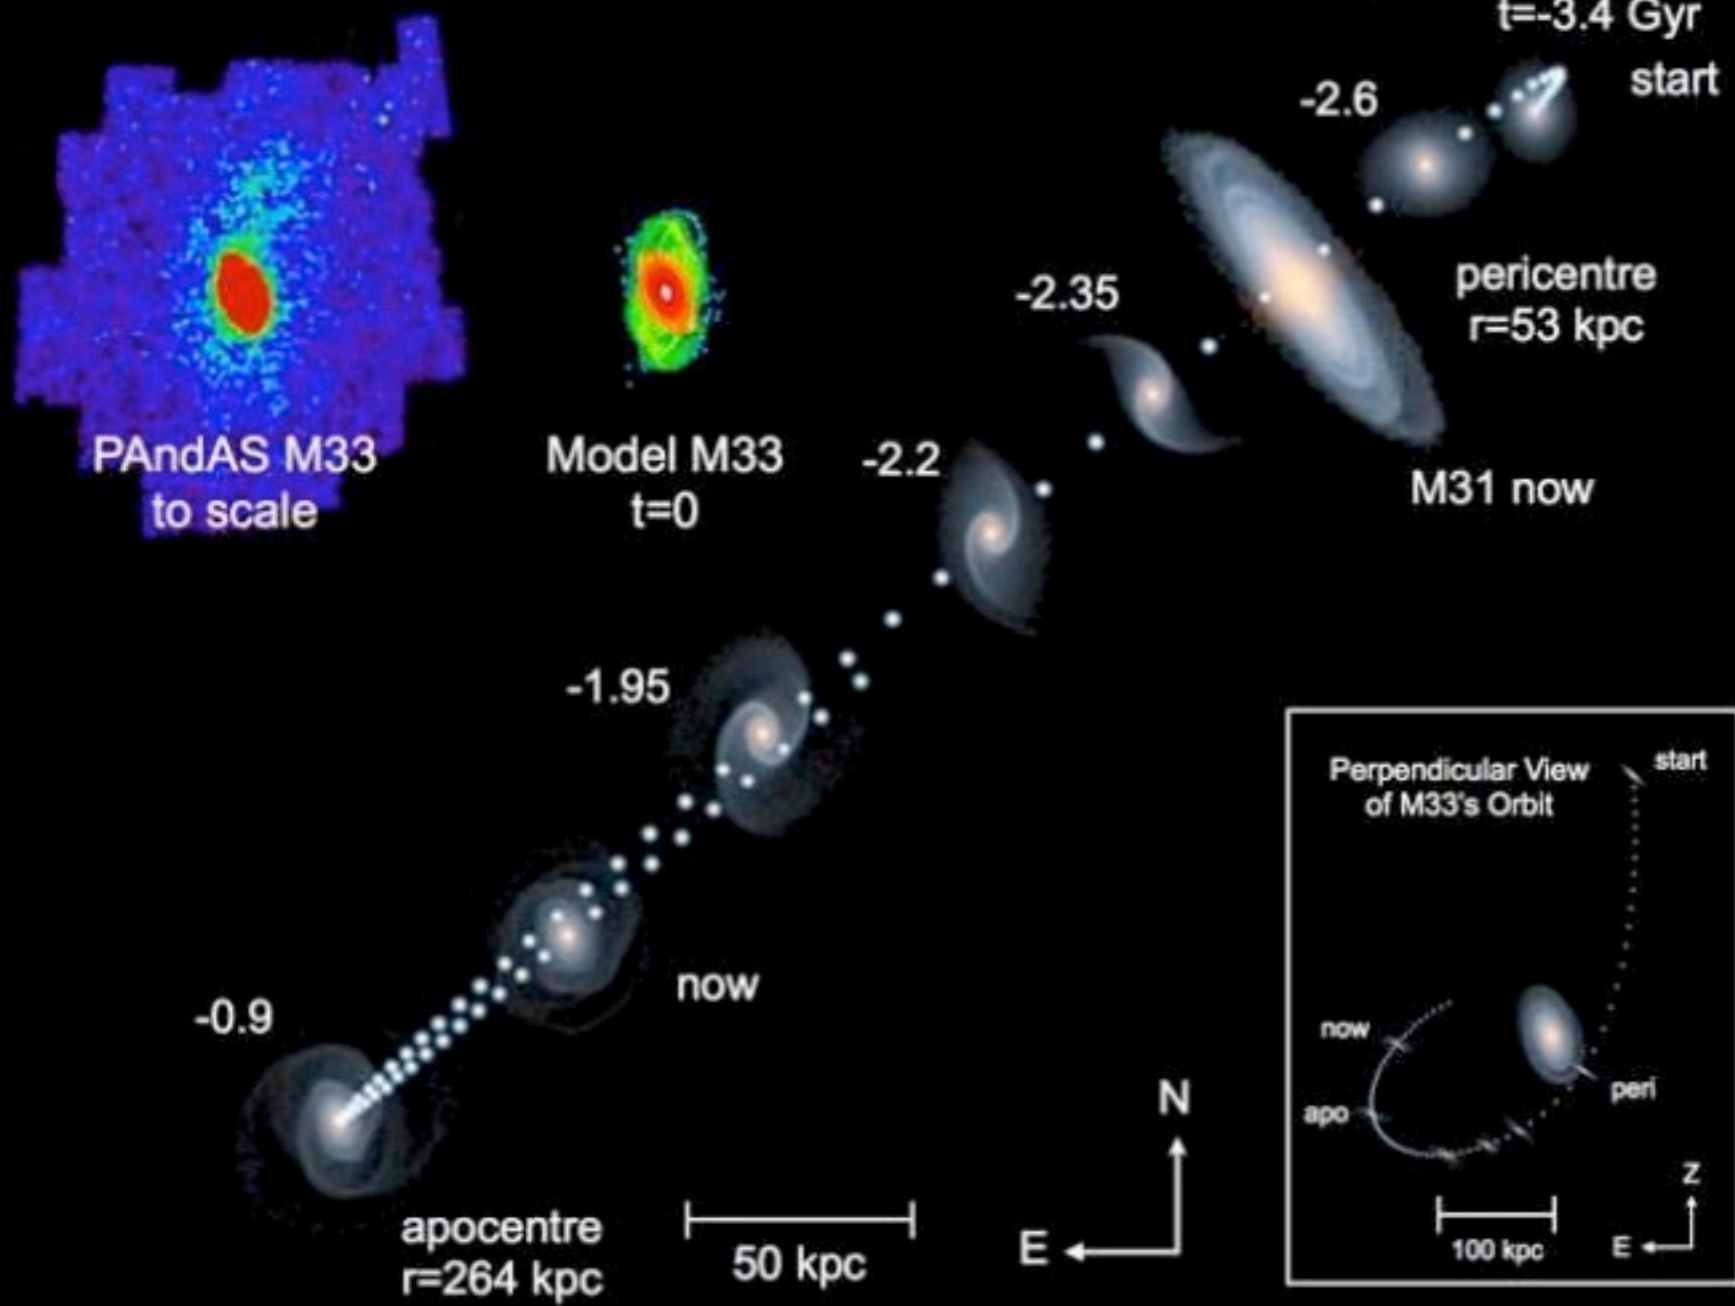 t=-3.4 Gyr
start
-2.6
pericentre
r=53 kpc
-2.35
PAndAS M33
to scale
Model M33
t=0
-2.2
M31 now
-1.95
now
-0.9
apocentre
r=264 kpc
50 kpc
N
E
Perpendicular View
of M33's Orbit
start
now
apo
peri
100 kpc
Z
E